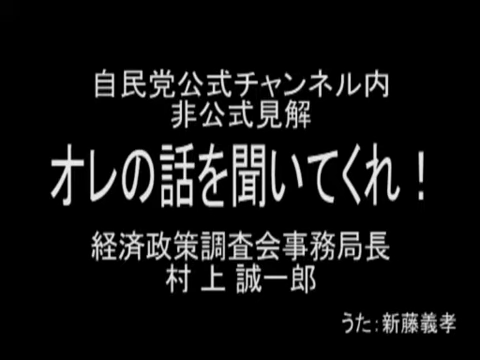 自民党公式チャンネル内
非公式見解
オレの話を聞いてくれ！
経済政策調査会事務局長
村上誠一郎
うた：新藤義孝